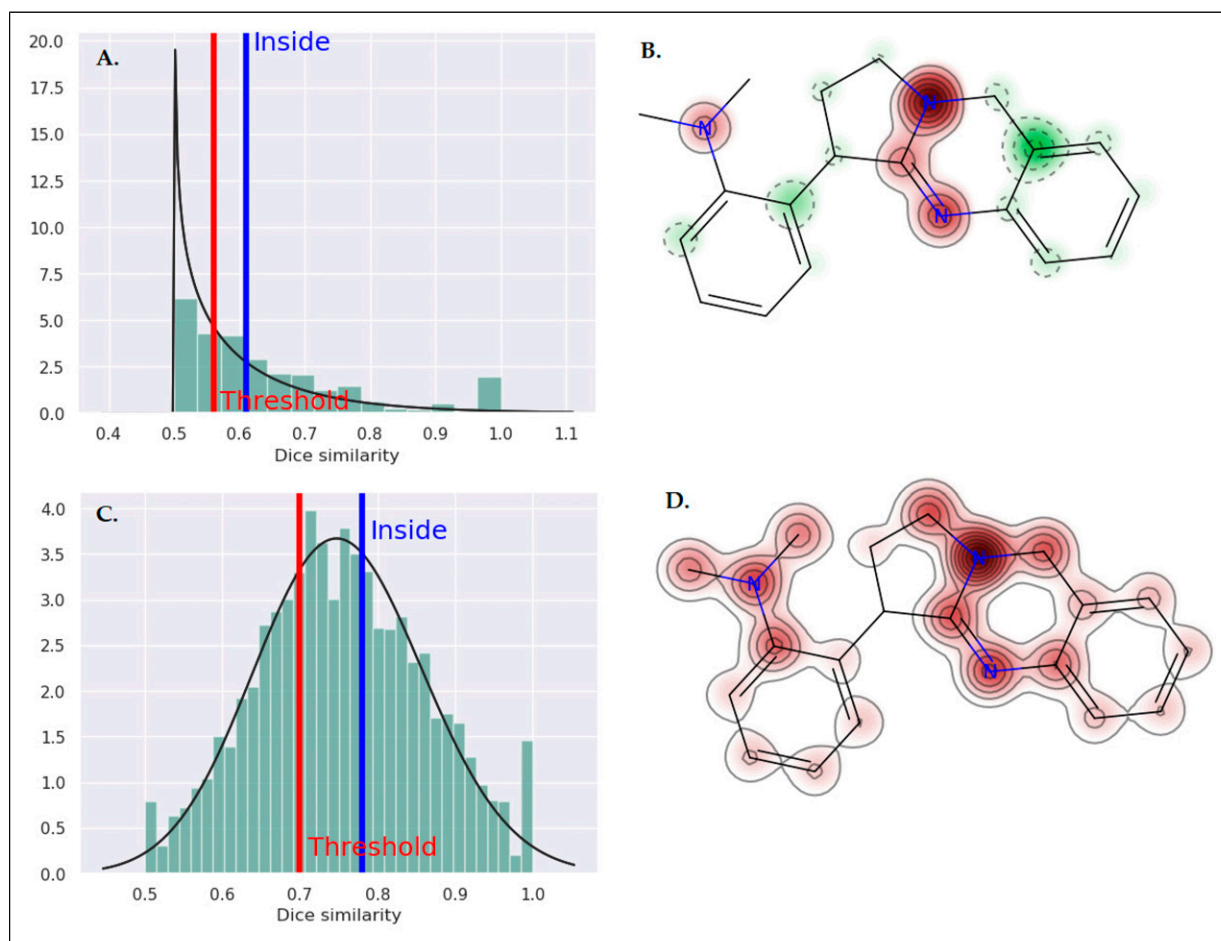 A.
Inside
20.0
17.5
15.0
12.5
10.0
7.5
5.0
2.5
0.0
Threshold
0.4 0.5 0.6 0.7 0.8 0.9 1.0 1.1
Dice similarity
B.
N
N
N
C.
Inside
4.0
3.5
3.0
2.5
2.0
1.5
1.0
0.5
0.0
Threshold
0.5 0.6 0.7 0.8 0.9 1.0
Dice similarity
D.
N
N
N